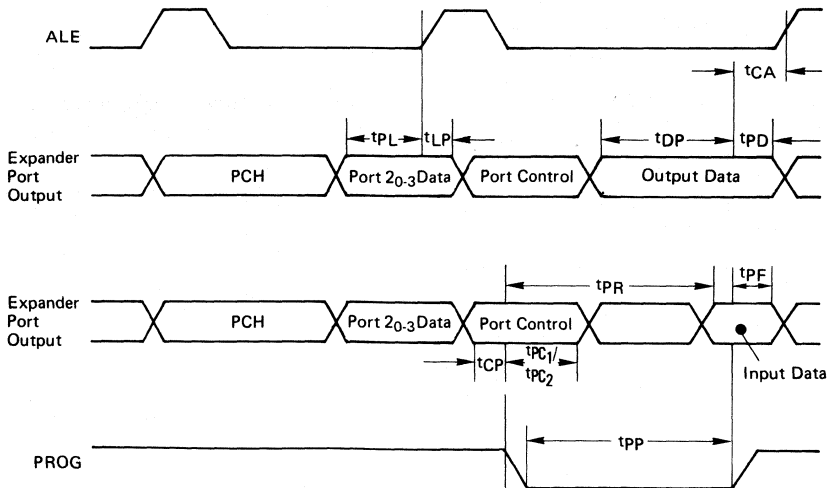 ALE
tCA
tPL
tLP
tDP
tPD
Expander
Port
Output
PCH
Port 20-3Data
Port Control
Output Data
tPR
tPF
Expander
Port
Output
PCH
Port 20-3Data
Port Control
tCP
tPC1/
tPC2
Input Data
tPP
PROG